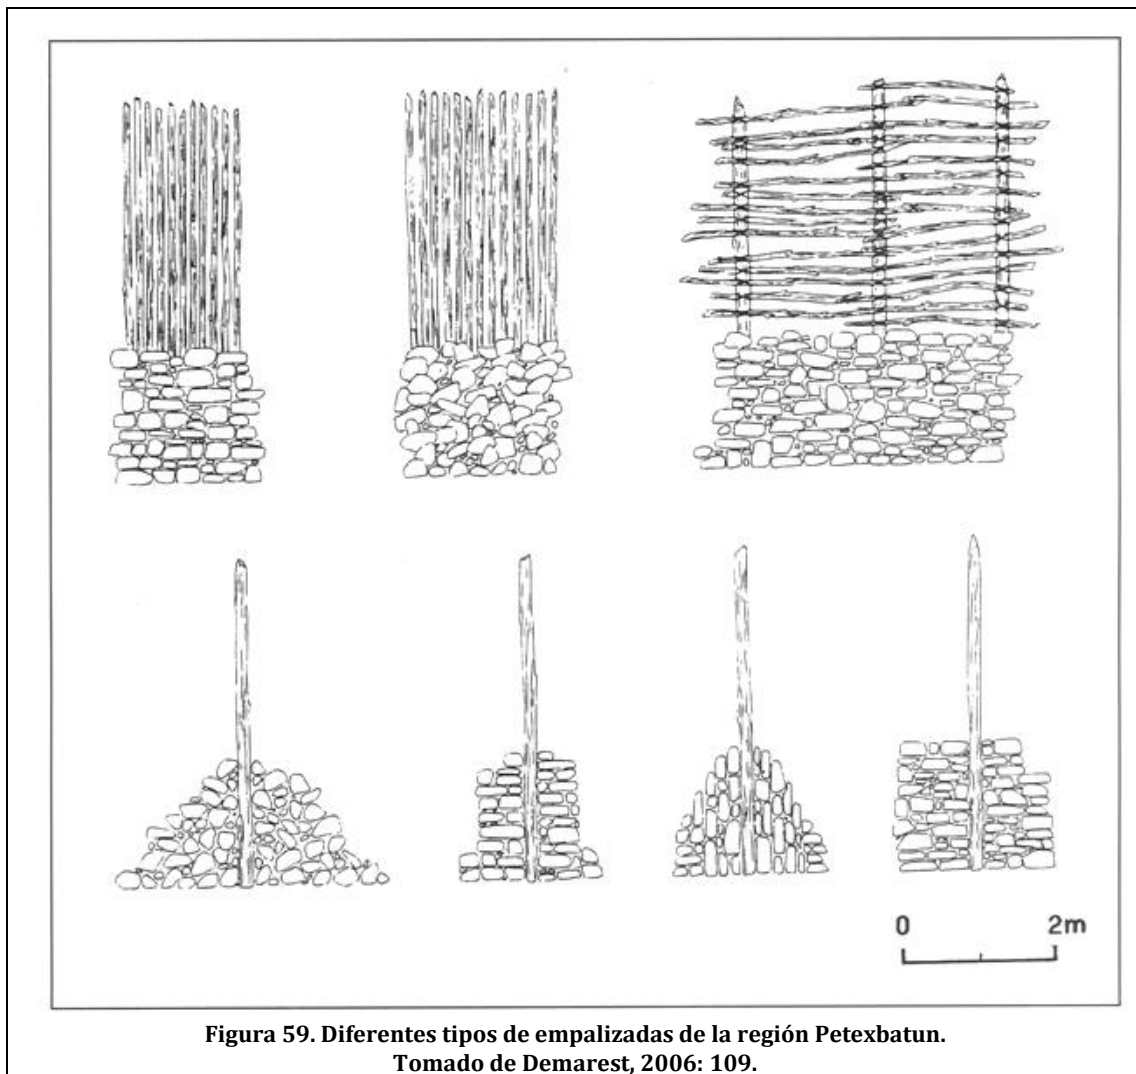 0 2m
Figura 59. Diferentes tipos de empalizadas de la región Petexbatun.
Tomado de Demarest, 2006: 109.